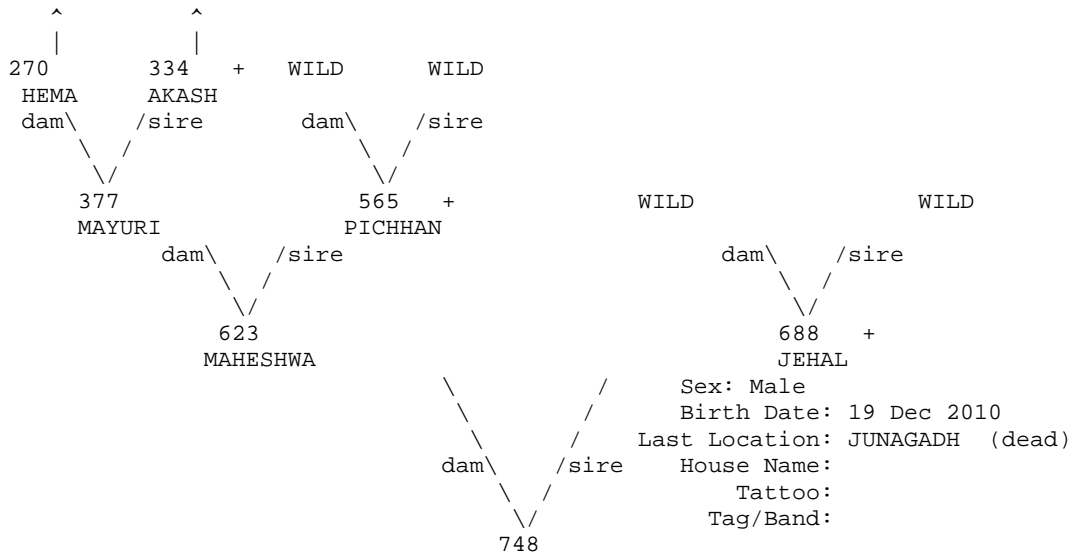 ^ ^
| |
270 334 + WILD WILD
HEMA AKASH
dam\ /sire dam\ /sire
\ / \ /
\/ \/
377 565 + WILD WILD
MAYURI PICHHAN
dam\ /sire dam\ /sire
\ / \ /
\/ \/
623 688 +
MAHESHWA JEHAL
\ / Sex: Male
\ / Birth Date: 19 Dec 2010
\ / Last Location: JUNAGADH (dead)
dam\ /sire House Name:
\ / Tattoo:
\/ Tag/Band:
748